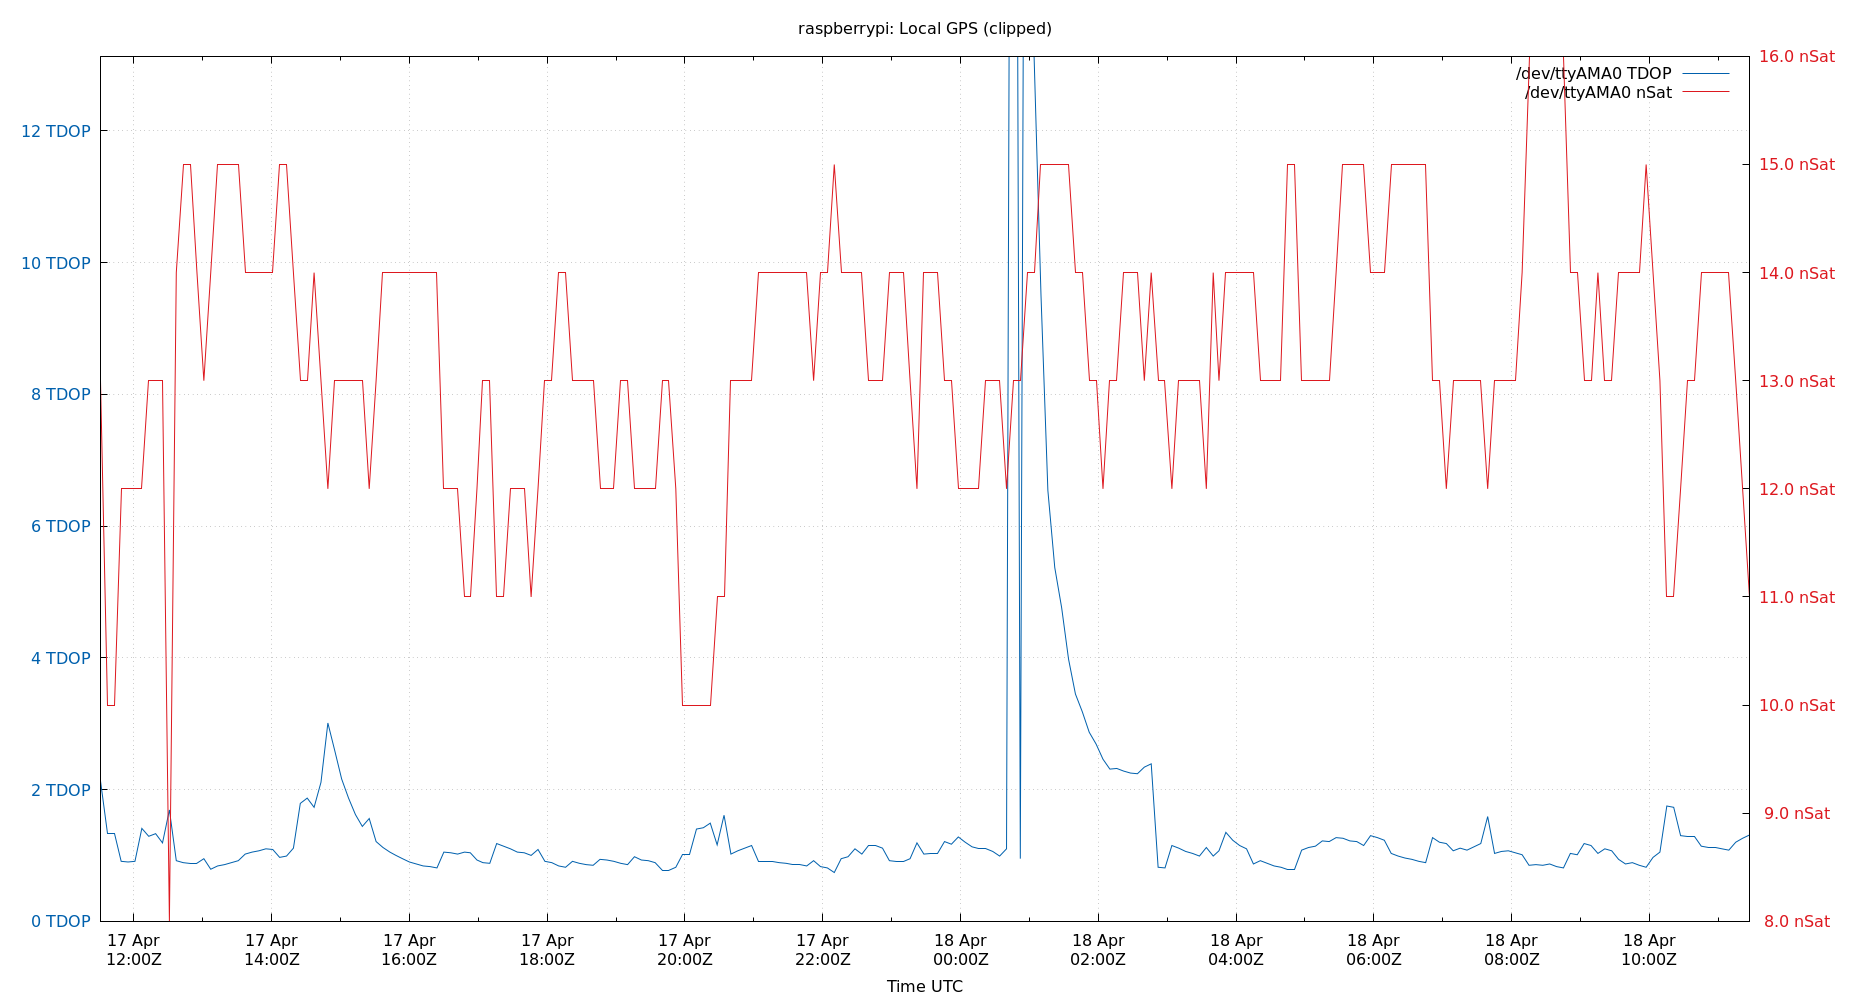 raspberrypi: Local GPS (clipped)
/dev/ttyAMA0 TDOP
/dev/ttyAMA0 nSat
12 TDOP
10 TDOP
8 TDOP
6 TDOP
4 TDOP
2 TDOP
0 TDOP
16.0 nSat
15.0 nSat
14.0 nSat
13.0 nSat
12.0 nSat
11.0 nSat
10.0 nSat
9.0 nSat
8.0 nSat
17 Apr
12:00Z
17 Apr
14:00Z
17 Apr
16:00Z
17 Apr
18:00Z
17 Apr
20:00Z
17 Apr
22:00Z
18 Apr
00:00Z
18 Apr
02:00Z
18 Apr
04:00Z
18 Apr
06:00Z
18 Apr
08:00Z
18 Apr
10:00Z
Time UTC